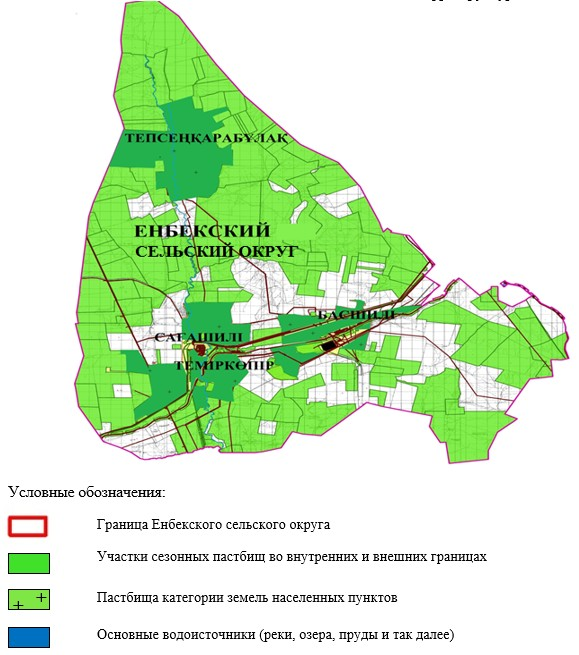 ТЕПСЕҢҚАРАБҰЛАҚ
ЕНБЕКСКИЙ
СЕЛЬСКИЙ ОКРУГ
БАСШИЛІ
САҒАШИЛІ
ТЕМІРКӨПІР
Условные обозначения:
Граница Енбекского сельского округа
Участки сезонных пастбищ во внутренних и внешних границах
Пастбища категории земель населенных пунктов
Основные водоисточники (реки, озера, пруды и так далее)